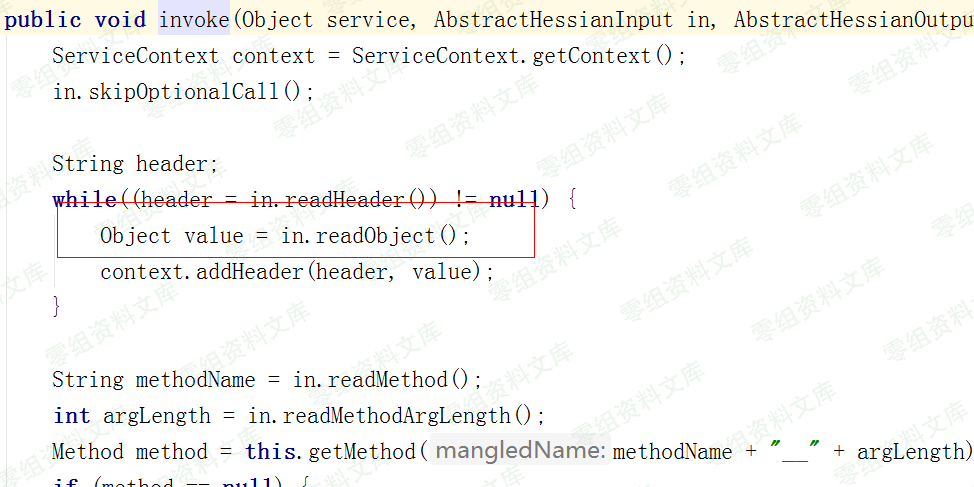 public void invoke(Object service, AbstractHessianInput in, AbstractHessianOutpu
ServiceContext context = ServiceContext.getContext();
in.skipOptionalCall();
String header;
while((header = in.readHeader()) != null) {
Object value = in.readObject();
context.addHeader(header, value);
}
String methodName = in.readMethod();
int argLength = in.readMethodArgLength();
Method method = this.getMethod( mangledName: methodName + "__" + argLength)
if (method == null) {
零组资料文库